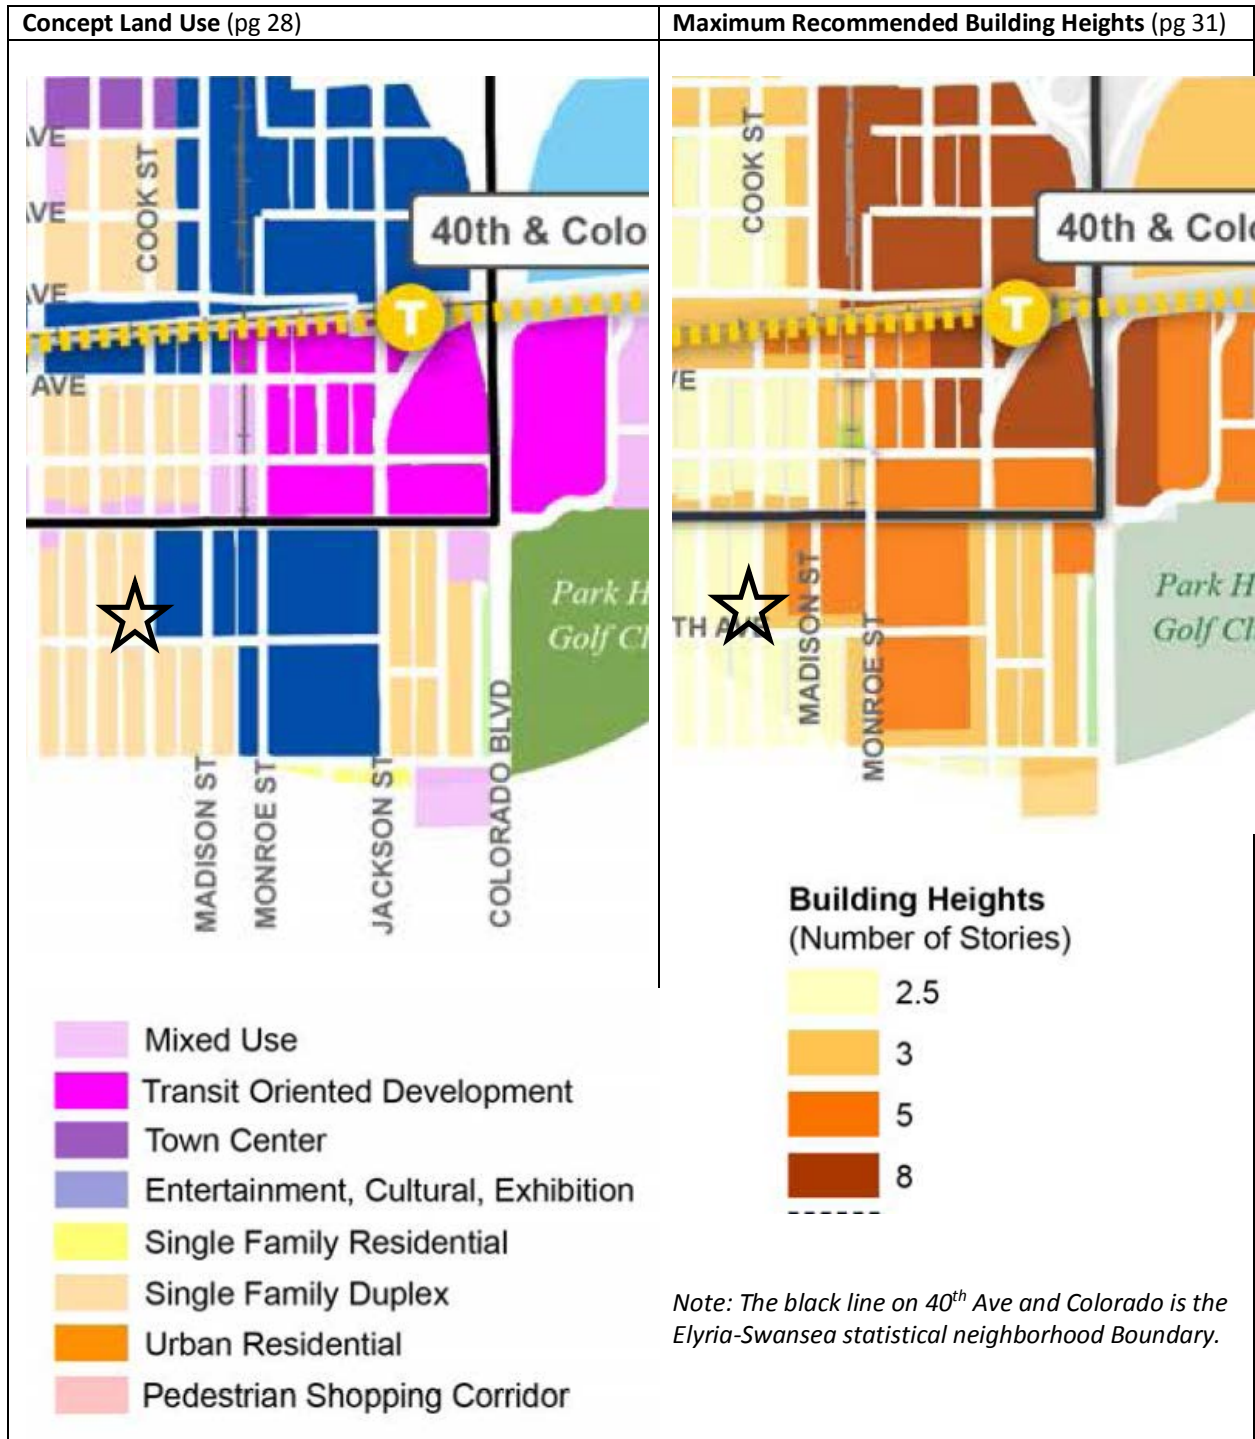 Concept Land Use (pg 28)
AVE
AVE
COOK ST
40th & Colo
AVE
T
AVE
Park H
Golf Cl
MADISON ST
MONROE ST
JACKSON ST
COLORADO BLVD
Mixed Use
Transit Oriented Development
Town Center
Entertainment, Cultural, Exhibition
Single Family Residential
Single Family Duplex
Urban Residential
Pedestrian Shopping Corridor
Maximum Recommended Building Heights (pg 31)
COOK ST
40th & Colo
T
VE
Park H
Golf Cl
TH AVE
MADISON ST
MONROE ST
Building Heights
(Number of Stories)
2.5
3
5
8
Note: The black line on 40th Ave and Colorado is the
Elyria-Swansea statistical neighborhood Boundary.